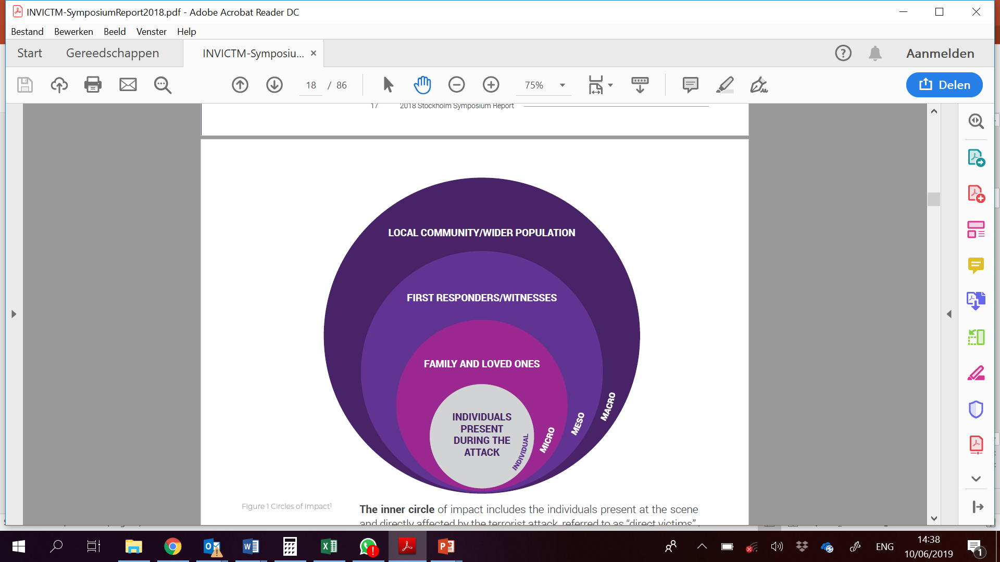 INVICTM-SymposiumReport2018.pdf - Adobe Acrobat Reader DC
Bestand Bewerken Beeld Venster Help
Start Gereedschappen INVICTM-Symposiu... × Aanmelden
18 / 86 75% Delen
17 2018 Stockholm Symposium Report
LOCAL COMMUNITY/WIDER POPULATION
FIRST RESPONDERS/WITNESSES
FAMILY AND LOVED ONES
INDIVIDUALS
PRESENT
DURING THE
ATTACK
INDIVIDUAL
MICRO
MESO
MACRO
Figure 1 Circles of impact¹
The inner circle of impact includes the individuals present at the scene
and directly affected by the terrorist attack, referred to as “direct victims”.
ENG
14:38
10/06/2019
1